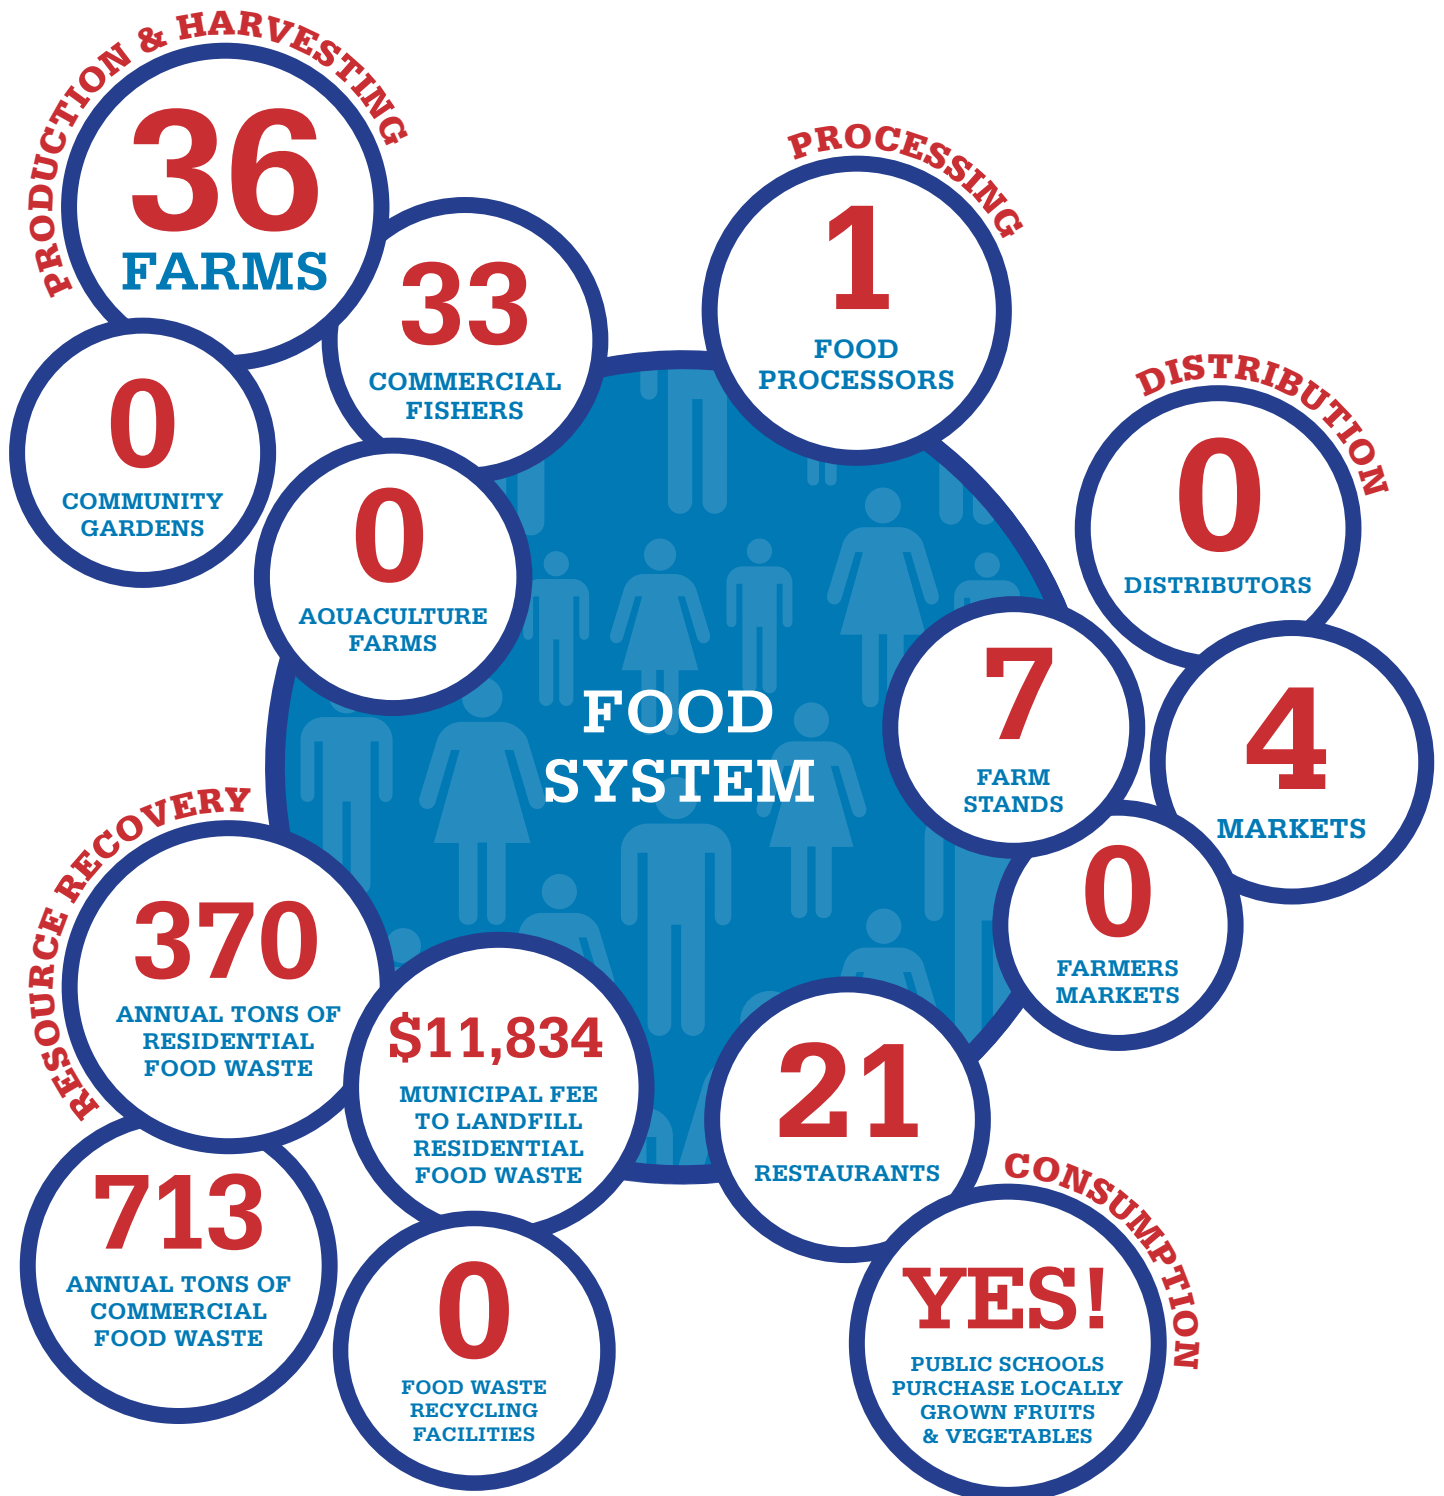 PRODUCTION & HARVESTING
36
FARMS
33
COMMERCIAL
FISHERS
0
COMMUNITY
GARDENS
0
AQUACULTURE
FARMS
PROCESSING
1
FOOD
PROCESSORS
DISTRIBUTION
0
DISTRIBUTORS
7
FARM
STANDS
4
MARKETS
0
FARMERS
MARKETS
FOOD
SYSTEM
RESOURCE RECOVERY
370
ANNUAL TONS OF
RESIDENTIAL
FOOD WASTE
$11,834
MUNICIPAL FEE
TO LANDFILL
RESIDENTIAL
FOOD WASTE
713
ANNUAL TONS OF
COMMERCIAL
FOOD WASTE
0
FOOD WASTE
RECYCLING
FACILITIES
21
RESTAURANTS
CONSUMPTION
YES!
PUBLIC SCHOOLS
PURCHASE LOCALLY
GROWN FRUITS
& VEGETABLES